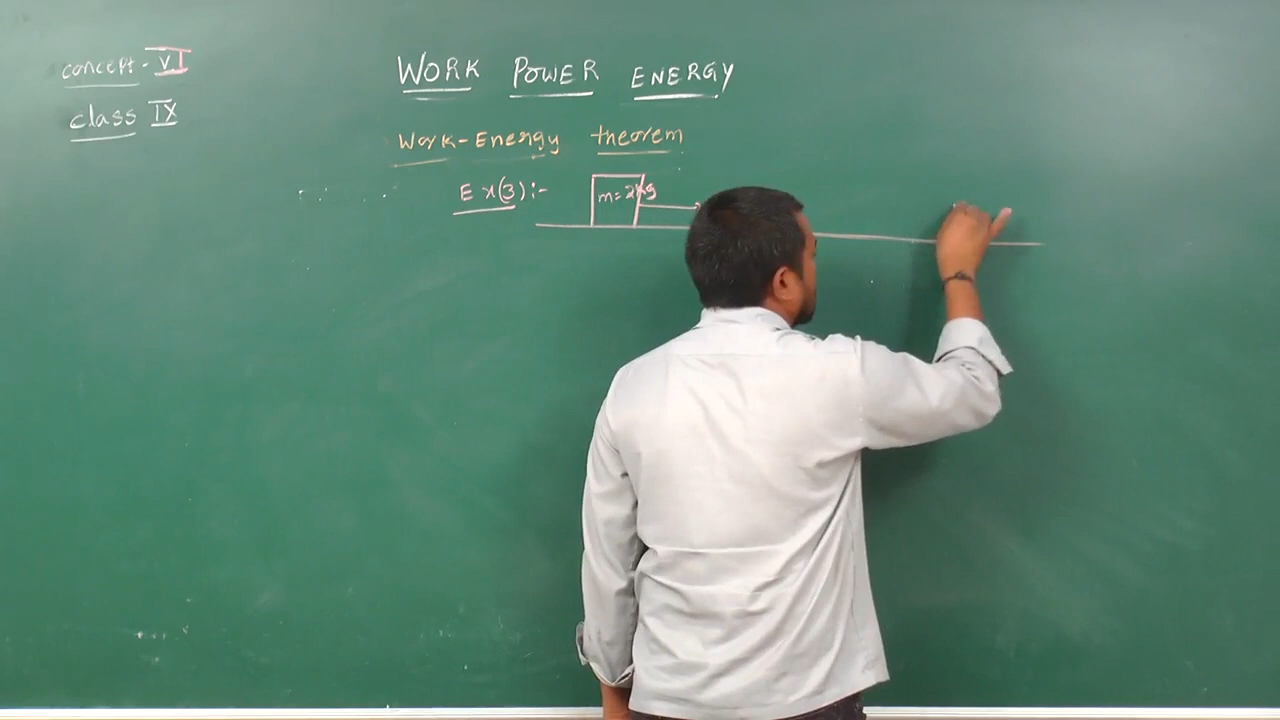 concept - VI
class IX
WORK POWER ENERGY
Work-Energy theorem
Ex(3):-
m=2kg